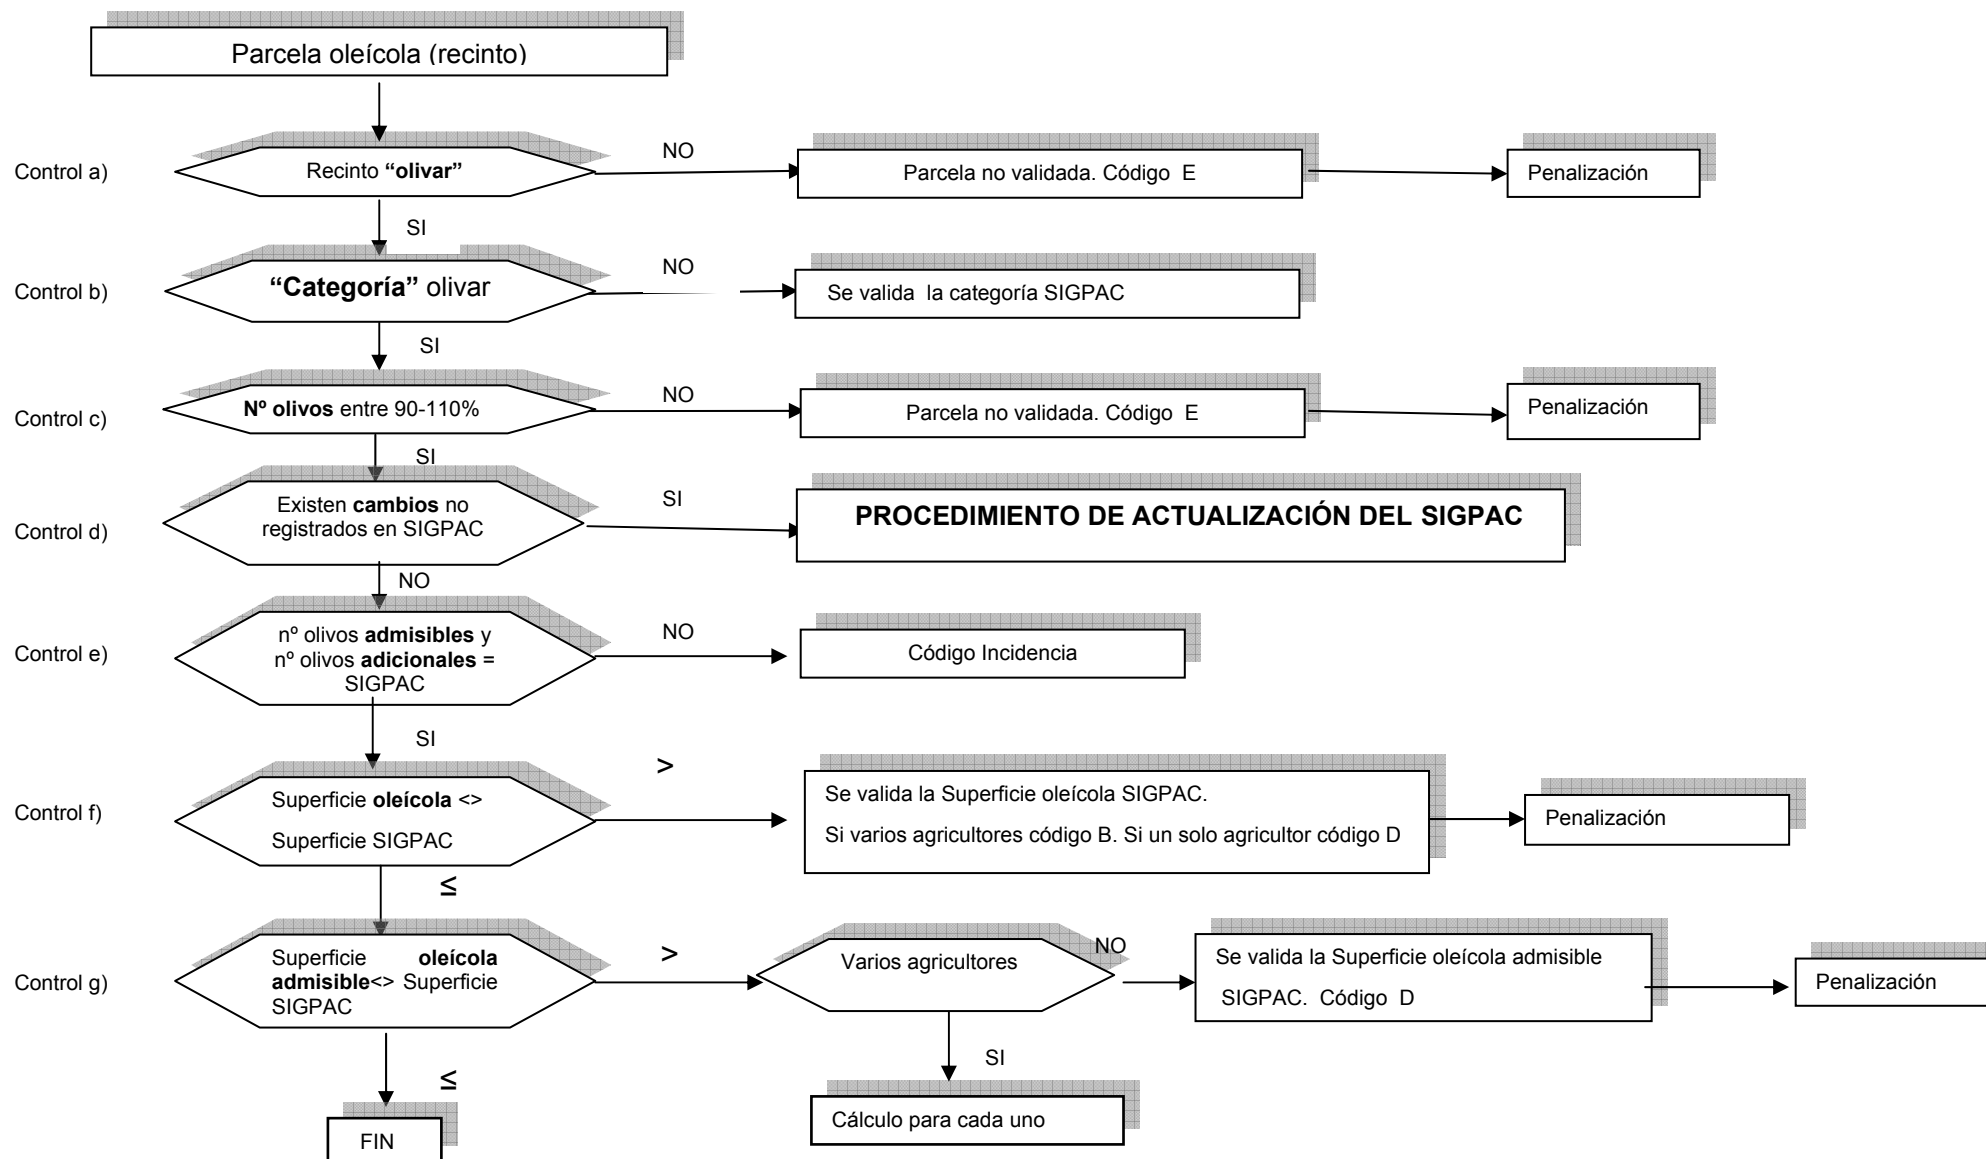 Parcela oleícola (recinto)
Control a)
Recinto “olivar”
NO
Parcela no validada. Código E
Penalización
SI
Control b)
“Categoría” olivar
NO
Se valida la categoría SIGPAC
SI
Control c)
Nº olivos entre 90-110%
NO
Parcela no validada. Código E
Penalización
SI
Control d)
Existen cambios no
registrados en SIGPAC
SI
PROCEDIMIENTO DE ACTUALIZACIÓN DEL SIGPAC
NO
Control e)
nº olivos admisibles y
nº olivos adicionales =
SIGPAC
NO
Código Incidencia
SI
Control f)
Superficie oleícola <>
Superficie SIGPAC
>
Se valida la Superficie oleícola SIGPAC.
Si varios agricultores código B. Si un solo agricultor código D
Penalización
≤
Control g)
Superficie oleícola
admisible<> Superficie
SIGPAC
>
Varios agricultores
NO
Se valida la Superficie oleícola admisible
SIGPAC. Código D
Penalización
SI
Cálculo para cada uno
≤
FIN